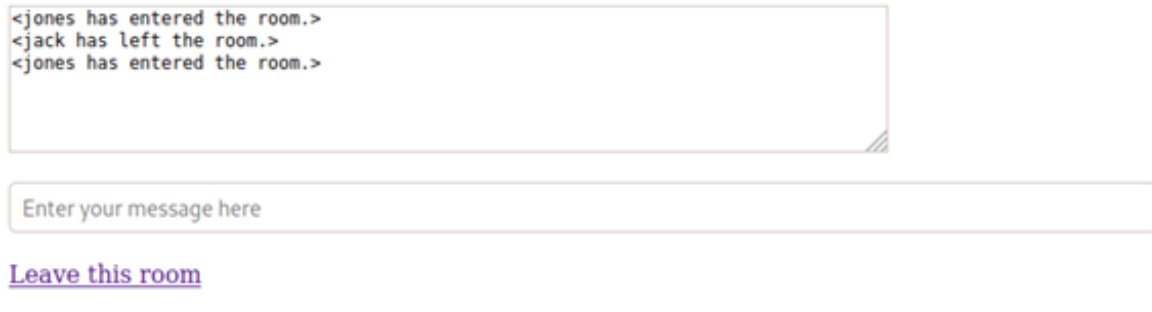 <jones has entered the room.>
<jack has left the room.>
<jones has entered the room.>
Enter your message here
Leave this room